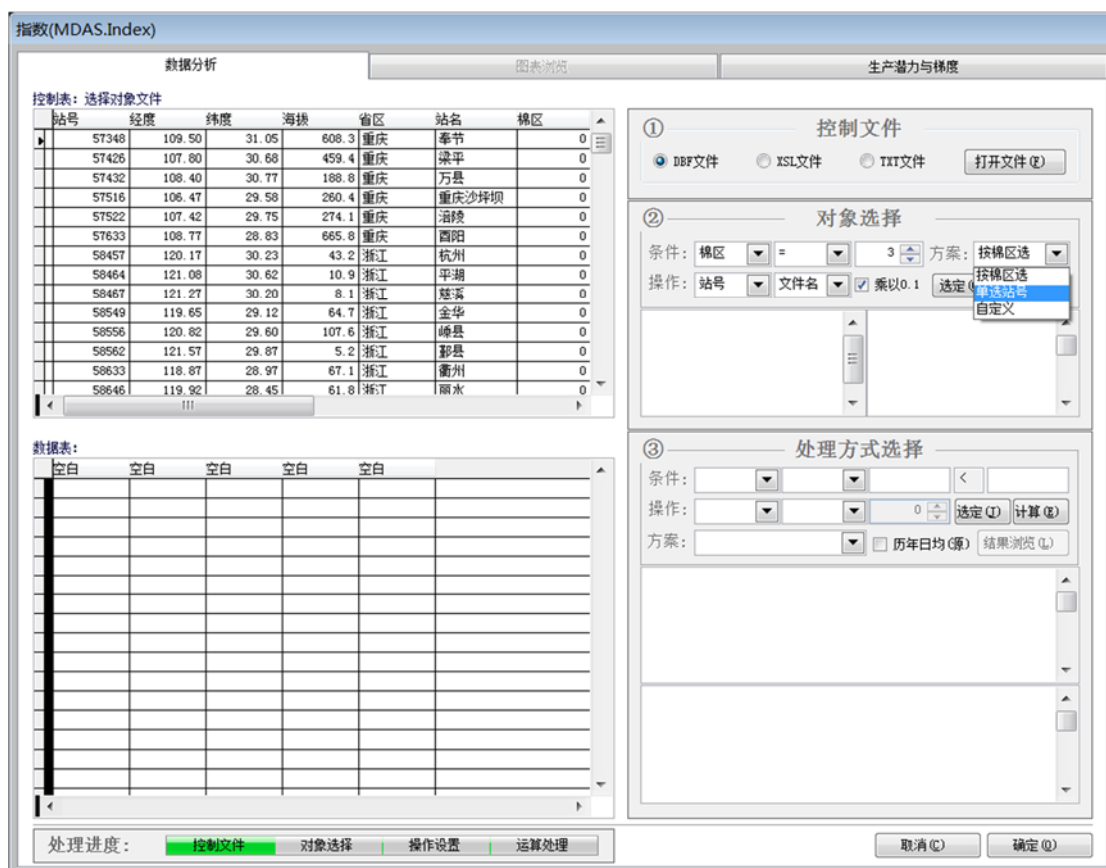 指数(MDAS.Index)
数据分析 图表浏览 生产潜力与梯度
控制表：选择对象文件
站号 经度 纬度 海拔 省区 站名 棉区
57348 109.50 31.05 608.3 重庆 奉节 0
57426 107.80 30.68 459.4 重庆 梁平 0
57432 108.40 30.77 188.8 重庆 万县 0
57516 106.47 29.58 260.4 重庆 重庆沙坪坝 0
57522 107.42 29.75 274.1 重庆 涪陵 0
57633 108.77 28.83 665.8 重庆 酉阳 0
58457 120.17 30.23 43.2 浙江 杭州 0
58464 121.08 30.62 10.9 浙江 平湖 0
58467 121.27 30.20 8.1 浙江 慈溪 0
58549 119.65 29.12 64.7 浙江 金华 0
58556 120.82 29.60 107.6 浙江 嵊县 0
58562 121.57 29.87 5.2 浙江 鄞县 0
58633 118.87 28.97 67.1 浙江 衢州 0
58646 119.92 28.45 61.8 浙江 丽水 0
① 控制文件
DBF文件 XSL文件 TXT文件 打开文件(F)
② 对象选择
条件: 棉区 = 3 方案: 按棉区选
操作: 站号 文件名 乘以0.1 选定
按棉区选
单选站号
自定义
数据表:
空白 空白 空白 空白 空白
③ 处理方式选择
条件: <
操作: 0 选定(T) 计算(E)
方案: 历年日均(源) 结果浏览(L)
处理进度: 控制文件 对象选择 操作设置 运算处理
取消(C) 确定(O)